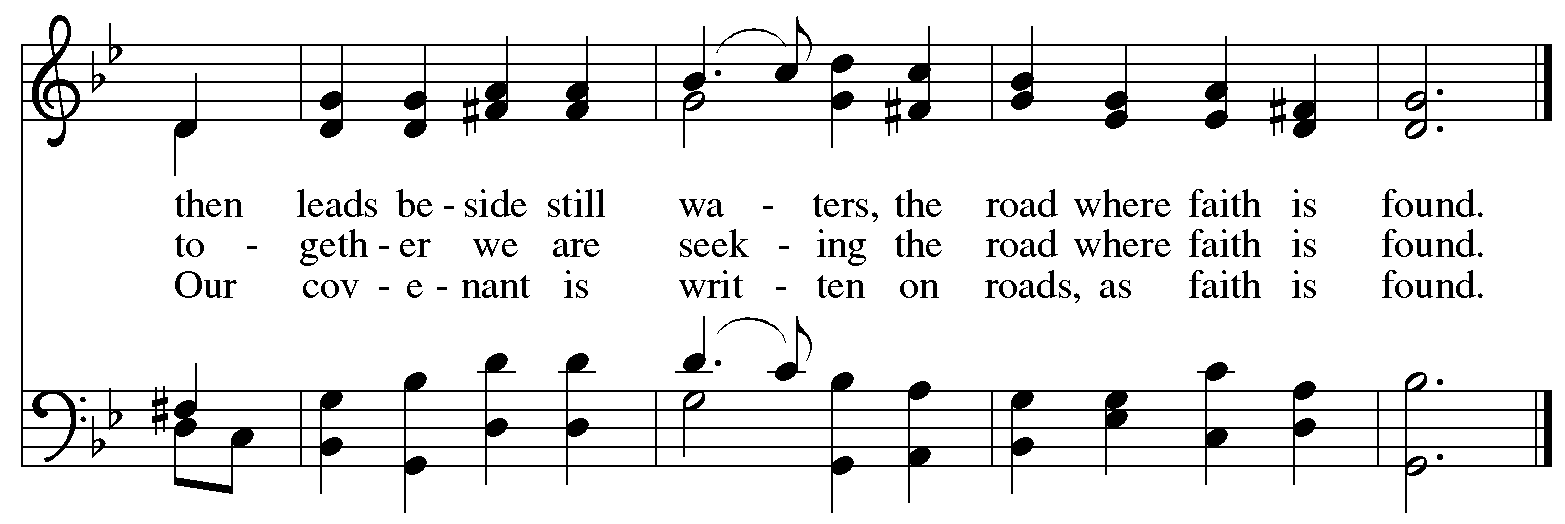 then leads be - side still wa - ters, the road where faith is found.
to - geth - er we are seek - ing the road where faith is found.
Our cov - e - nant is writ - ten on roads, as faith is found.